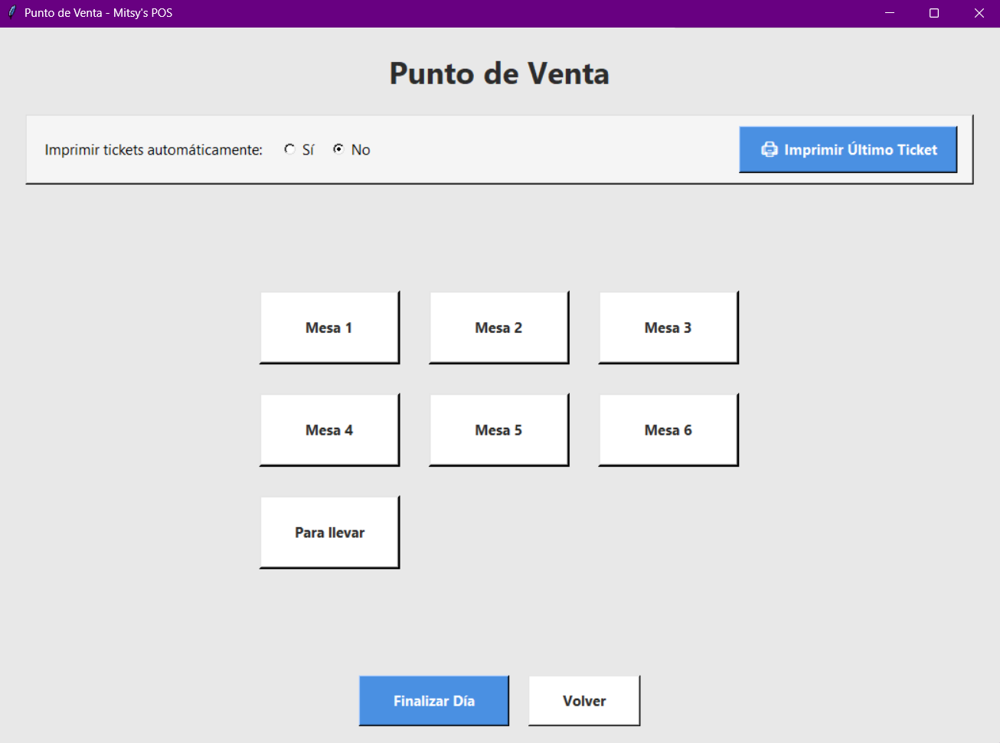 Punto de Venta - Mitsy's POS
Punto de Venta
Imprimir tickets automáticamente: Sí No
Imprimir Último Ticket
Mesa 1
Mesa 2
Mesa 3
Mesa 4
Mesa 5
Mesa 6
Para llevar
Finalizar Día
Volver